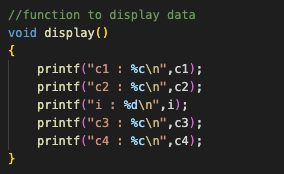 //function to display data
void display()
{
    printf("c1 : %c\n",c1);
    printf("c2 : %c\n",c2);
    printf("i : %d\n",i);
    printf("c3 : %c\n",c3);
    printf("c4 : %c\n",c4);
}